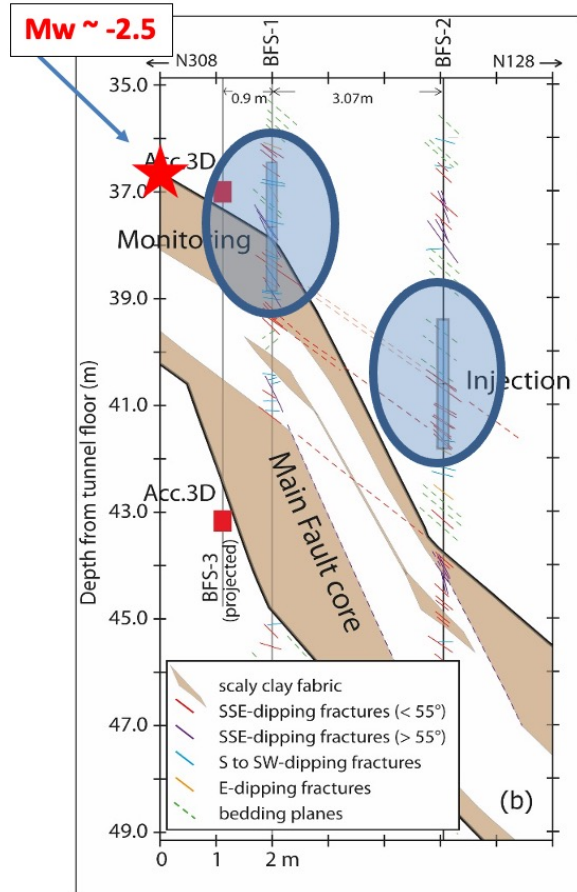 Mw ~ -2.5
BFS-1
BFS-2
N308
N128
0.9 m
3.07m
35.0
37.0
39.0
41.0
43.0
45.0
47.0
49.0
Depth from tunnel floor (m)
Acc.3D
Monitoring
Injection
Main Fault core
Acc.3D
BFS-3
(projected)
scaly clay fabric
SSE-dipping fractures (< 55°)
SSE-dipping fractures (> 55°)
S to SW-dipping fractures
E-dipping fractures
bedding planes
(b)
0 1 2 m